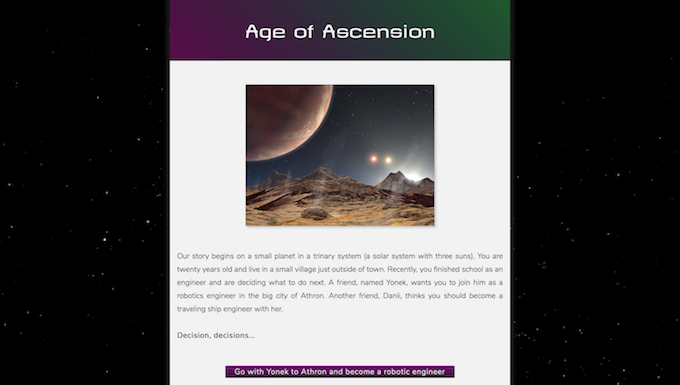 Age of Ascension
Our story begins on a small planet in a trinary system (a solar system with three suns). You are
twenty years old and live in a small village just outside of town. Recently, you finished school as an
engineer and are deciding what to do next. A friend, named Yonek, wants you to join him as a
robotics engineer in the big city of Athron. Another friend, Danii, thinks you should become a
traveling ship engineer with her.
Decision, decisions...
Go with Yonek to Athron and become a robotic engineer